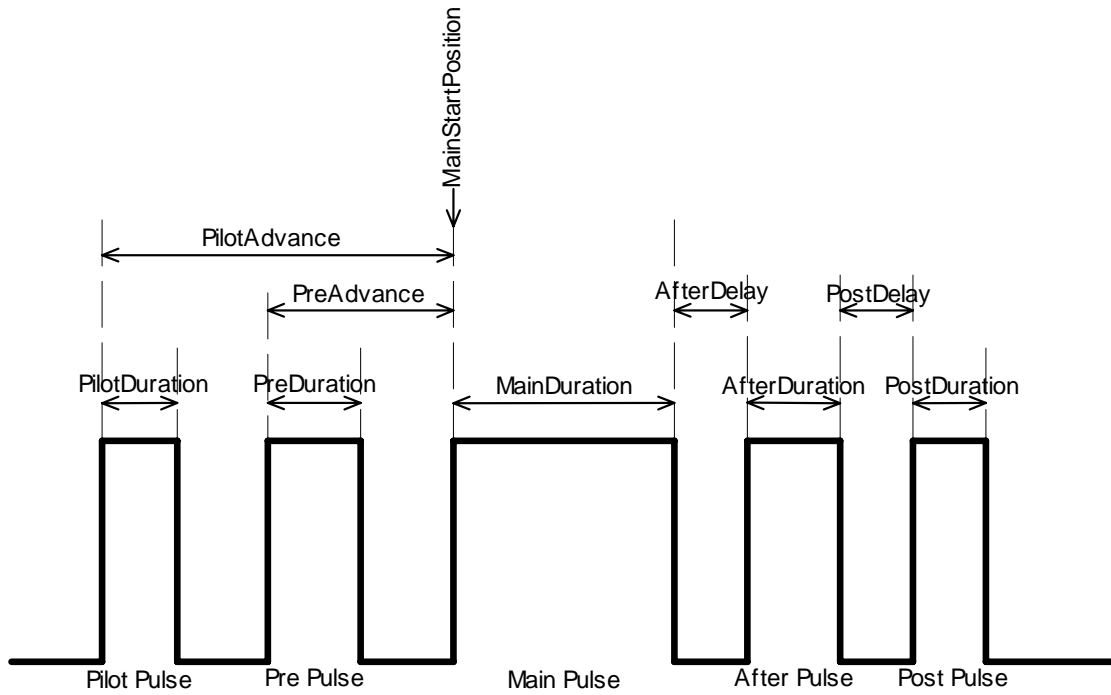 MainStartPosition
PilotAdvance
PreAdvance
AfterDelay
PostDelay
PilotDuration
PreDuration
MainDuration
AfterDuration
PostDuration
Pilot Pulse
Pre Pulse
Main Pulse
After Pulse
Post Pulse